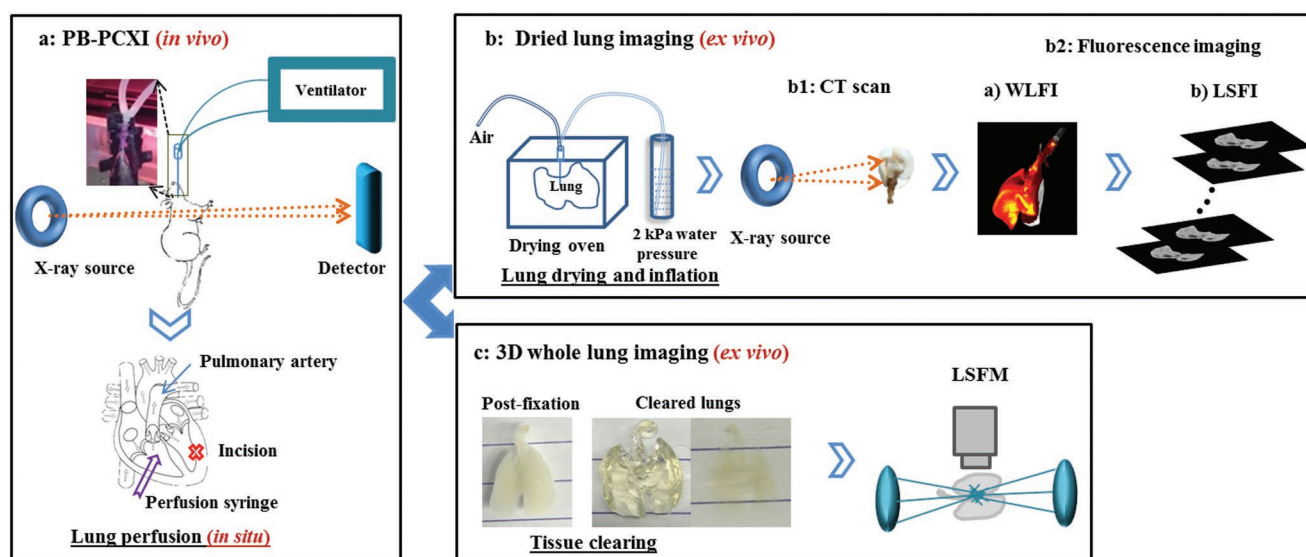 a: PB-PCXI (in vivo)
Ventilator
X-ray source
Detector
Pulmonary artery
Incision
Perfusion syringe
Lung perfusion (in situ)
b: Dried lung imaging (ex vivo)
b2: Fluorescence imaging
b1: CT scan
a) WLFI
b) LSFI
Air
Lung
Drying oven
2 kPa water
pressure
X-ray source
Lung drying and inflation
c: 3D whole lung imaging (ex vivo)
LSFM
Post-fixation
Cleared lungs
Tissue clearing